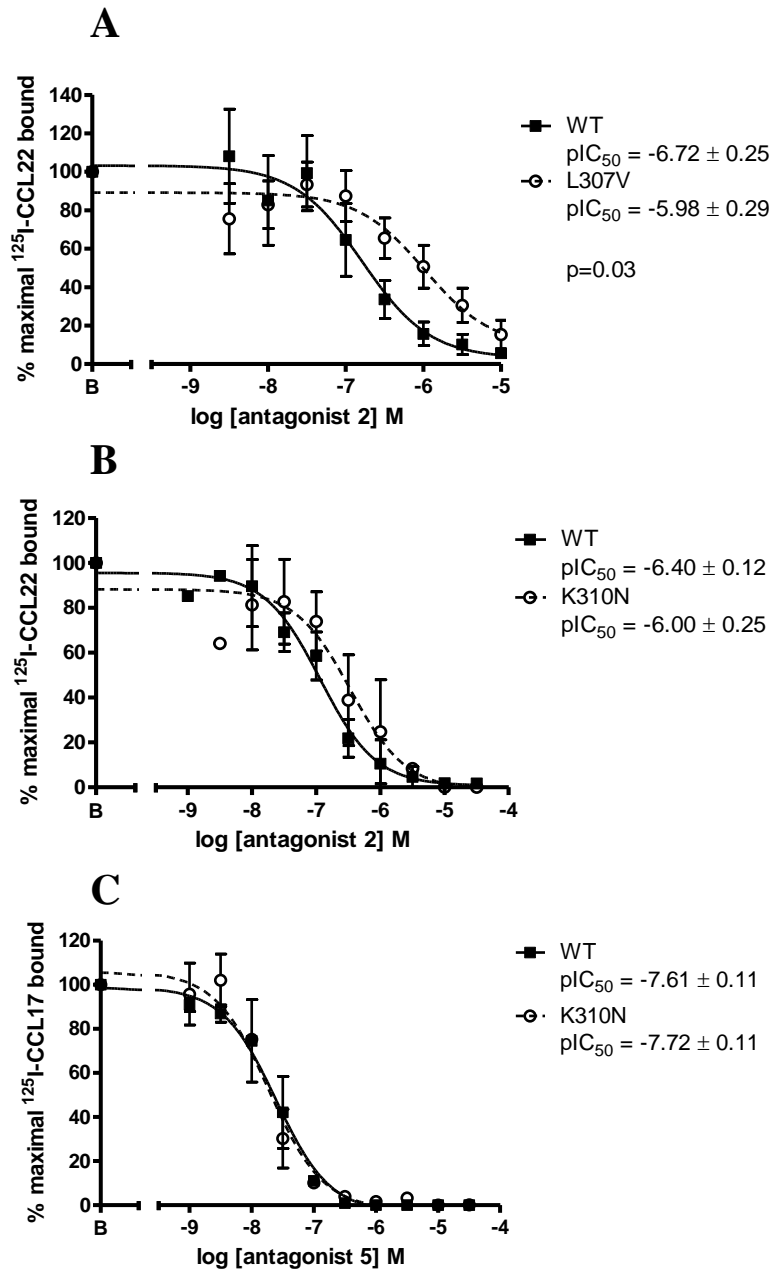 A
% maximal ¹²⁵I-CCL22 bound
140
120
100
80
60
40
20
0
B
-9
-8
-7
-6
-5
log [antagonist 2] M
WT
pIC₅₀ = -6.72 ± 0.25
L307V
pIC₅₀ = -5.98 ± 0.29
p=0.03
B
% maximal ¹²⁵I-CCL22 bound
120
100
80
60
40
20
0
B
-9
-8
-7
-6
-5
-4
log [antagonist 2] M
WT
pIC₅₀ = -6.40 ± 0.12
K310N
pIC₅₀ = -6.00 ± 0.25
C
% maximal ¹²⁵I-CCL17 bound
120
100
80
60
40
20
0
B
-9
-8
-7
-6
-5
-4
log [antagonist 5] M
WT
pIC₅₀ = -7.61 ± 0.11
K310N
pIC₅₀ = -7.72 ± 0.11